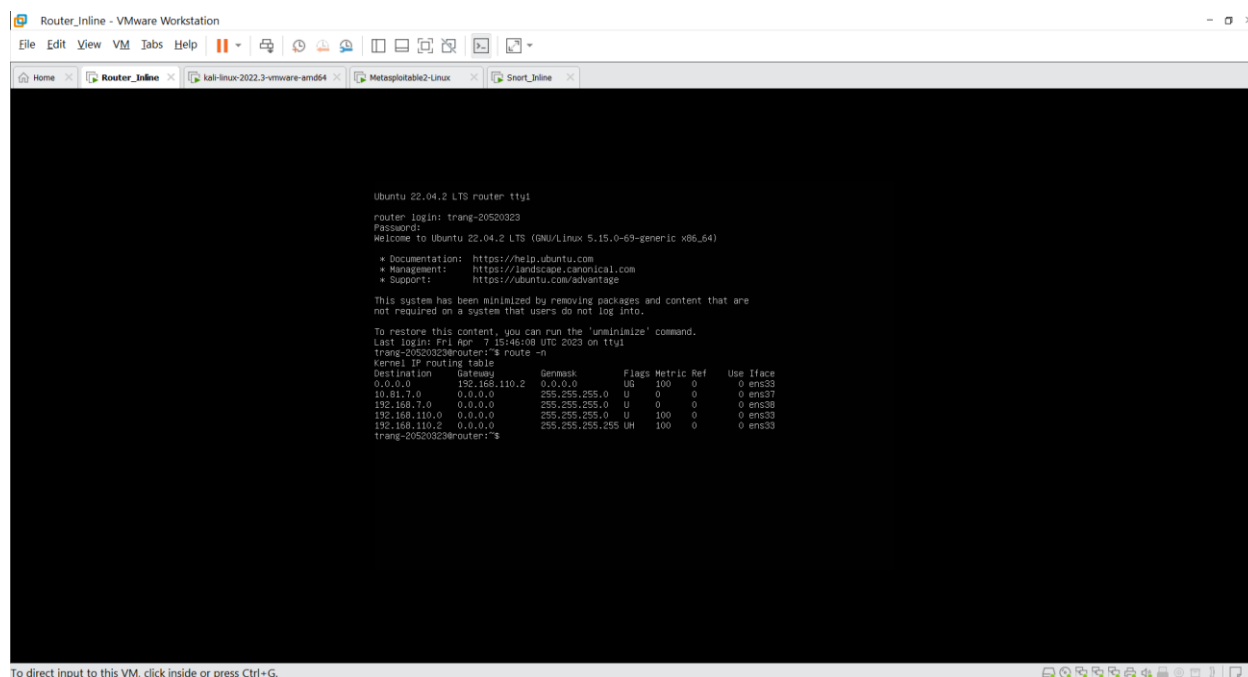 Router_Inline - VMware Workstation
File Edit View VM Tabs Help
Home Router_Inline kali-linux-2022.3-vmware-amd64 Metasploitable2-Linux Snort_Inline
Ubuntu 22.04.2 LTS router tty1
router login: trang-20520323
Password:
Welcome to Ubuntu 22.04.2 LTS (GNU/Linux 5.15.0-69-generic x86_64)
* Documentation: https://help.ubuntu.com
* Management: https://landscape.canonical.com
* Support: https://ubuntu.com/advantage
This system has been minimized by removing packages and content that are
not required on a system that users do not log into.
To restore this content, you can run the 'unminimize' command.
Last login: Fri Apr 7 15:46:08 UTC 2023 on tty1
trang-20520323@router:~$ route -n
Kernel IP routing table
Destination Gateway Genmask Flags Metric Ref Use Iface
0.0.0.0 192.168.110.2 0.0.0.0 UG 100 0 0 ens33
10.81.7.0 0.0.0.0 255.255.255.0 U 0 0 0 ens37
192.168.7.0 0.0.0.0 255.255.255.0 U 0 0 0 ens38
192.168.110.0 0.0.0.0 255.255.255.0 U 100 0 0 ens33
192.168.110.2 0.0.0.0 255.255.255.255 UH 100 0 0 ens33
trang-20520323@router:~$
To direct input to this VM, click inside or press Ctrl+G.